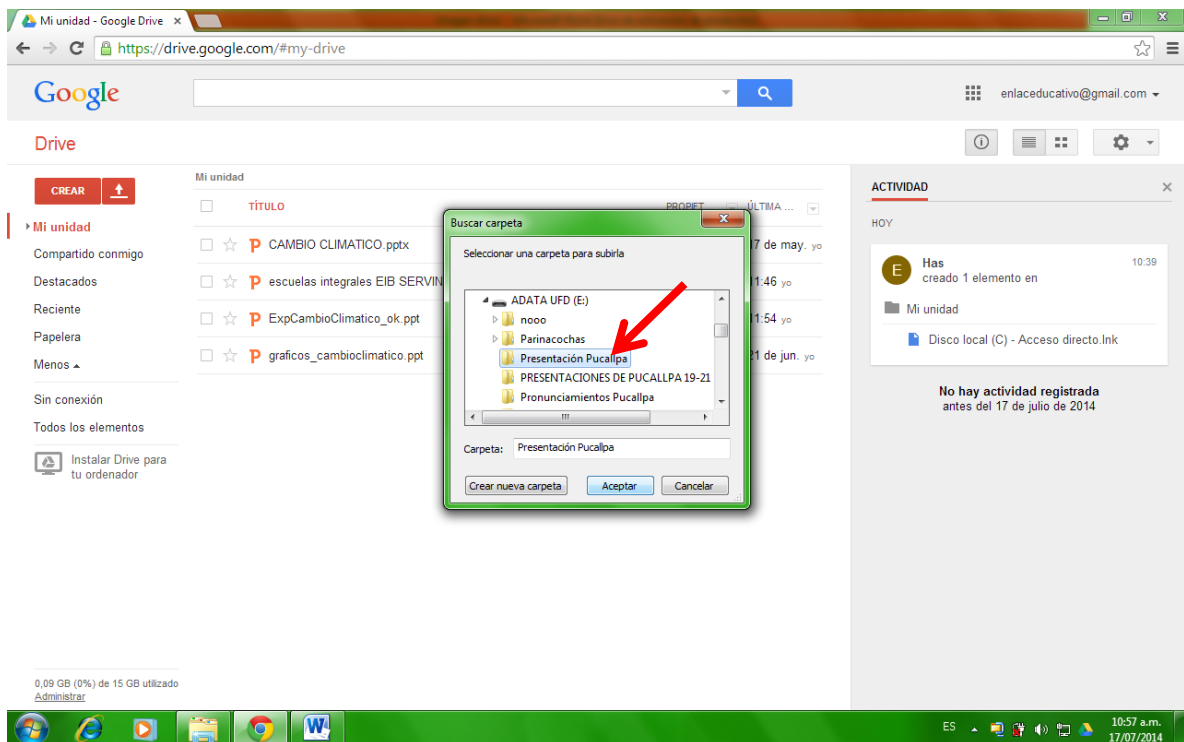 Mi unidad - Google Drive
https://drive.google.com/#my-drive
Google
enlaceducativo@gmail.com
Drive
CREAR
Mi unidad
Compartido conmigo
Destacados
Reciente
Papelera
Menos
Sin conexión
Todos los elementos
Instalar Drive para
tu ordenador
0,09 GB (0%) de 15 GB utilizado
Administrar
Mi unidad
TÍTULO PROPIET ÚLTIMA ...
P CAMBIO CLIMATICO.pptx 17 de may. yo
P escuelas integrales EIB SERVIN 11:46 yo
P ExpCambioClimatico_ok.ppt 11:54 yo
P graficos_cambioclimatico.ppt 21 de jun. yo
Buscar carpeta
Seleccionar una carpeta para subirla
ADATA UFD (E:)
nooo
Parinacochas
Presentación Pucallpa
PRESENTACIONES DE PUCALLPA 19-21
Pronunciamientos Pucallpa
Carpeta: Presentación Pucallpa
Crear nueva carpeta Aceptar Cancelar
ACTIVIDAD
HOY
E
Has 10:39
creado 1 elemento en
Mi unidad
Disco local (C) - Acceso directo.lnk
No hay actividad registrada
antes del 17 de julio de 2014
W
ES
10:57 a.m.
17/07/2014